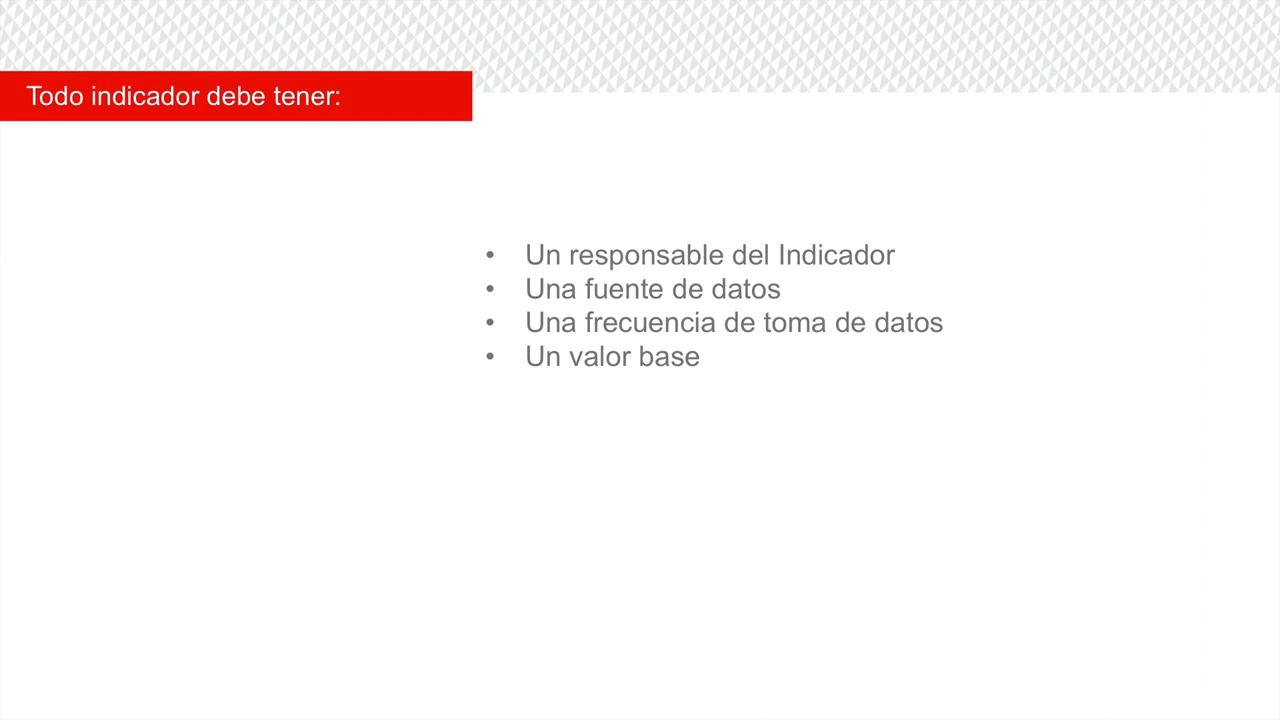 Todo indicador debe tener:
• Un responsable del Indicador
• Una fuente de datos
• Una frecuencia de toma de datos
• Un valor base